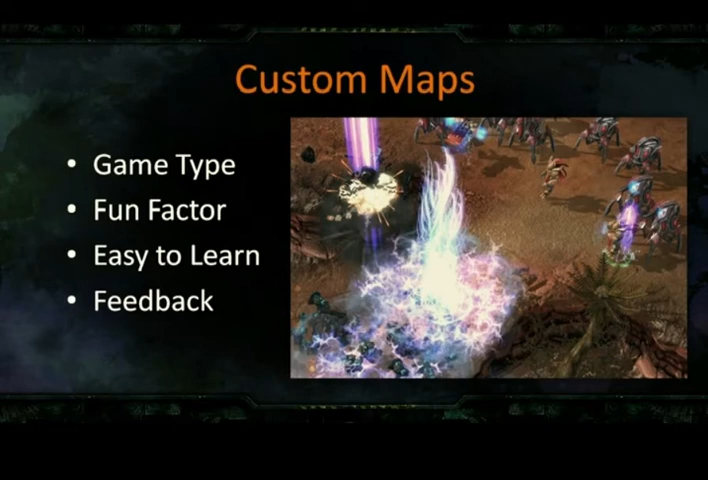 Custom Maps
• Game Type
• Fun Factor
• Easy to Learn
• Feedback